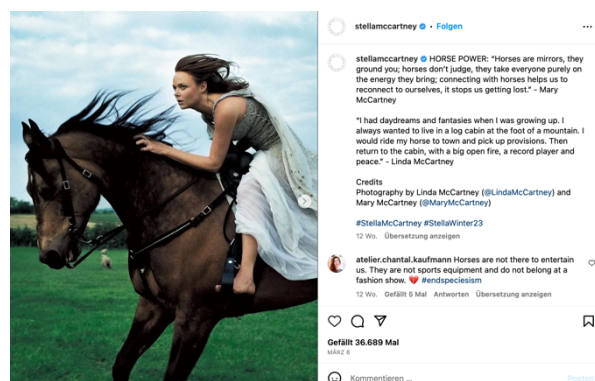 stellamccartney • Folgen
stellamccartney HORSE POWER: “Horses are mirrors, they
ground you; horses don’t judge, they take everyone purely on
the energy they bring; connecting with horses helps us to
reconnect to ourselves, it stops us getting lost.” - Mary
McCartney
“I had daydreams and fantasies when I was growing up. I
always wanted to live in a log cabin at the foot of a mountain. I
would ride my horse to town and pick up provisions. Then
return to the cabin, with a big open fire, a record player and
peace.” - Linda McCartney
Credits
Photography by Linda McCartney (@LindaMcCartney) and
Mary McCartney (@MaryMcCartney)
#StellaMcCartney #StellaWinter23
12 Wo. Übersetzung anzeigen
atelier.chantal.kaufmann Horses are not there to entertain
us. They are not sports equipment and do not belong at a
fashion show. 💔 #endspeciesism
12 Wo. Gefällt 5 Mal Antworten Übersetzung anzeigen
Gefällt 36.689 Mal
MÄRZ 6
Kommentieren ... Posten